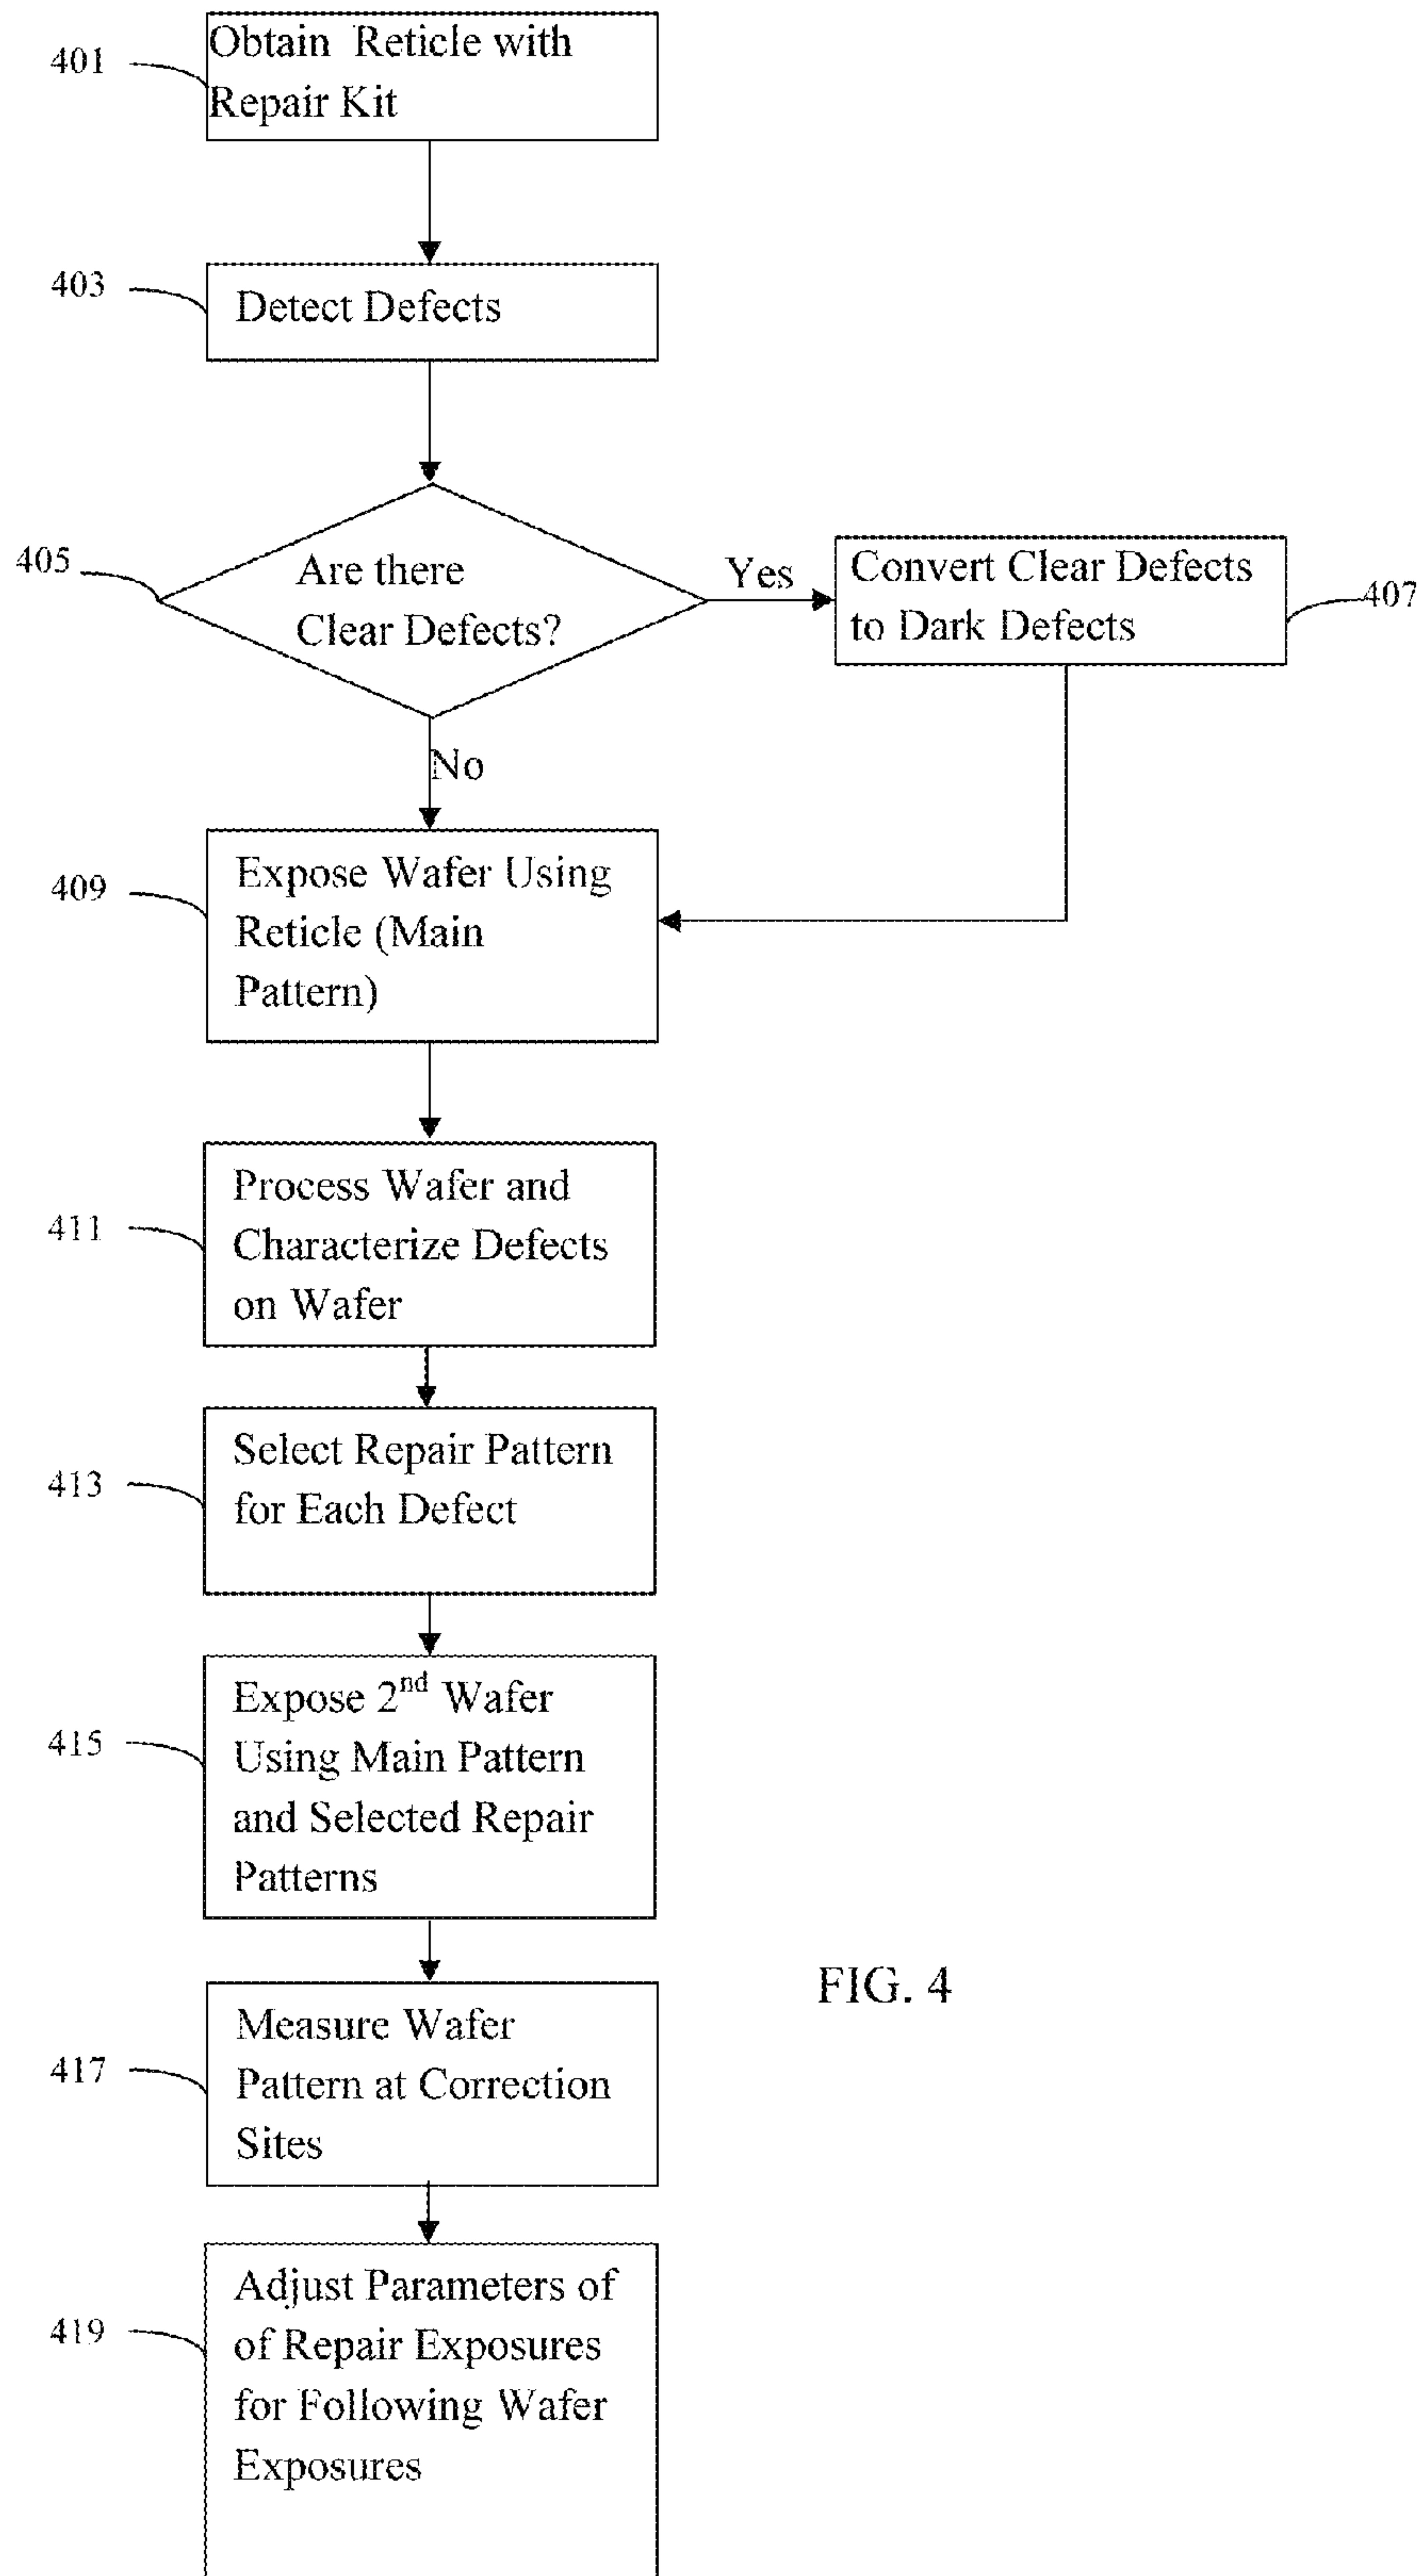 401
Obtain Reticle with
Repair Kit
403
Detect Defects
405
Are there
Clear Defects?
Yes
Convert Clear Defects
to Dark Defects
407
No
409
Expose Wafer Using
Reticle (Main
Pattern)
411
Process Wafer and
Characterize Defects
on Wafer
413
Select Repair Pattern
for Each Defect
415
Expose 2nd Wafer
Using Main Pattern
and Selected Repair
Patterns
FIG. 4
417
Measure Wafer
Pattern at Correction
Sites
419
Adjust Parameters of
of Repair Exposures
for Following Wafer
Exposures